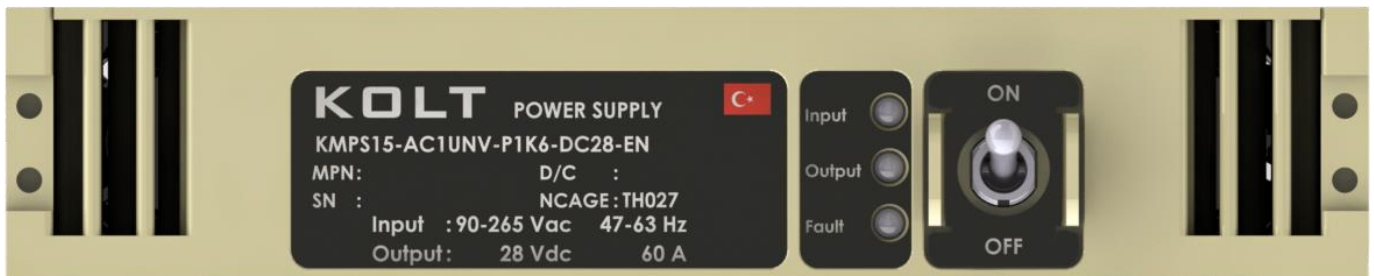 KOLT POWER SUPPLY
KMPS15-AC1UNV-P1K6-DC28-EN
MPN: D/C :
SN : NCAGE : TH027
Input : 90-265 Vac 47-63 Hz
Output : 28 Vdc 60 A
Input
Output
Fault
ON
OFF